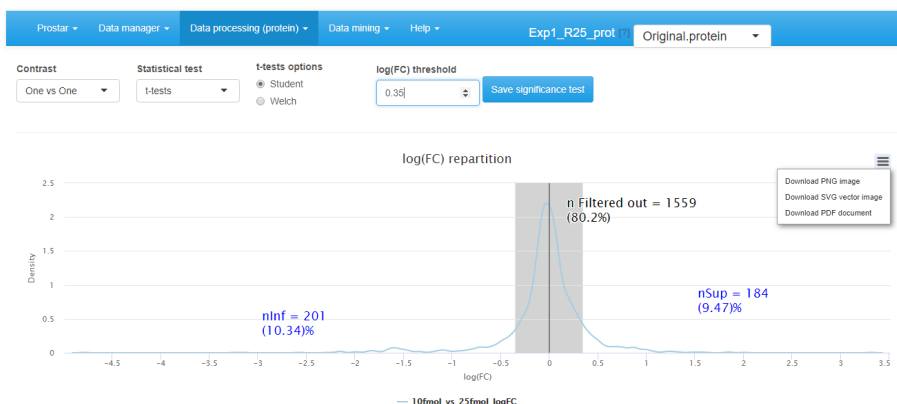 Prostar Data manager Data processing (protein) Data mining Help Exp1_R25_prot [?] Original.protein
Contrast Statistical test t-tests options log(FC) threshold
One vs One t-tests Student 0.35 Save significance test
Welch
log(FC) repartition
Download PNG image
Download SVG vector image
Download PDF document
n Filtered out = 1559
(80.2%)
nInf = 201
(10.34)%
nSup = 184
(9.47)%
Density
2.5
2
1.5
1
0.5
0
-4.5 -4 -3.5 -3 -2.5 -2 -1.5 -1 -0.5 0 0.5 1 1.5 2 2.5 3 3.5
log(FC)
10fmol_vs_25fmol_logFC